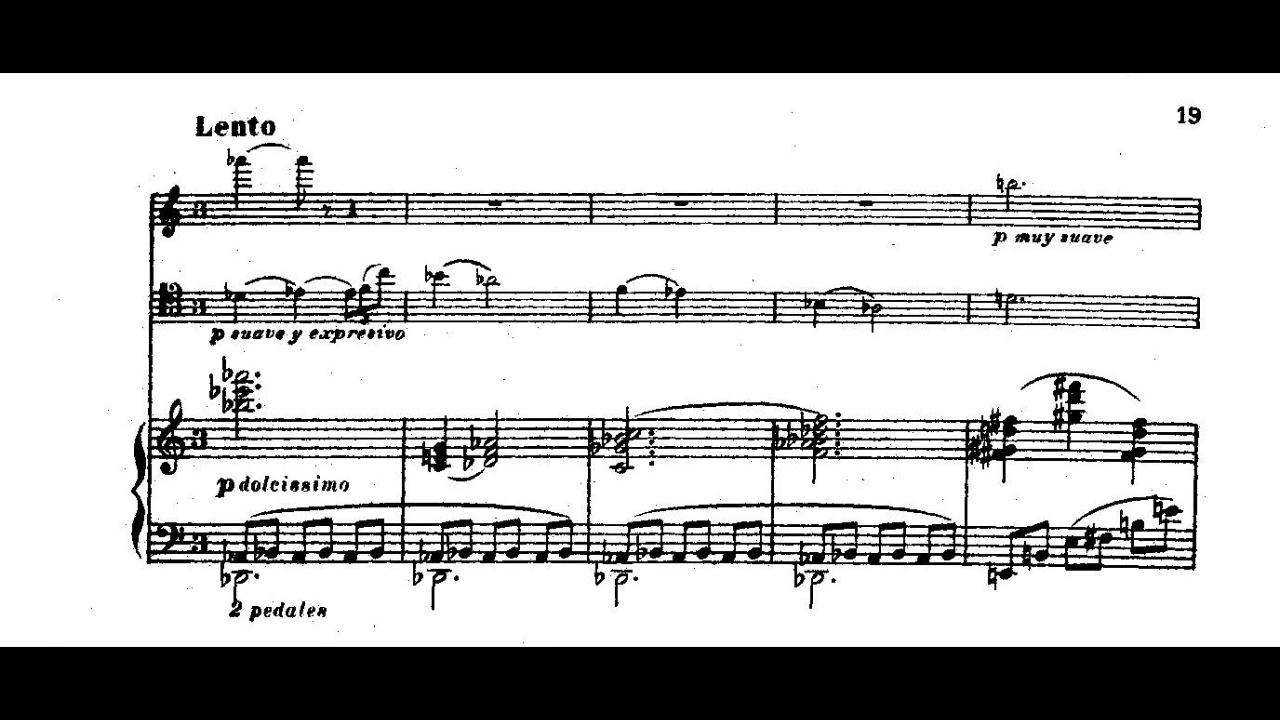 Lento
19
p muy suave
p suave y expresivo
p dolcissimo
2 pedales